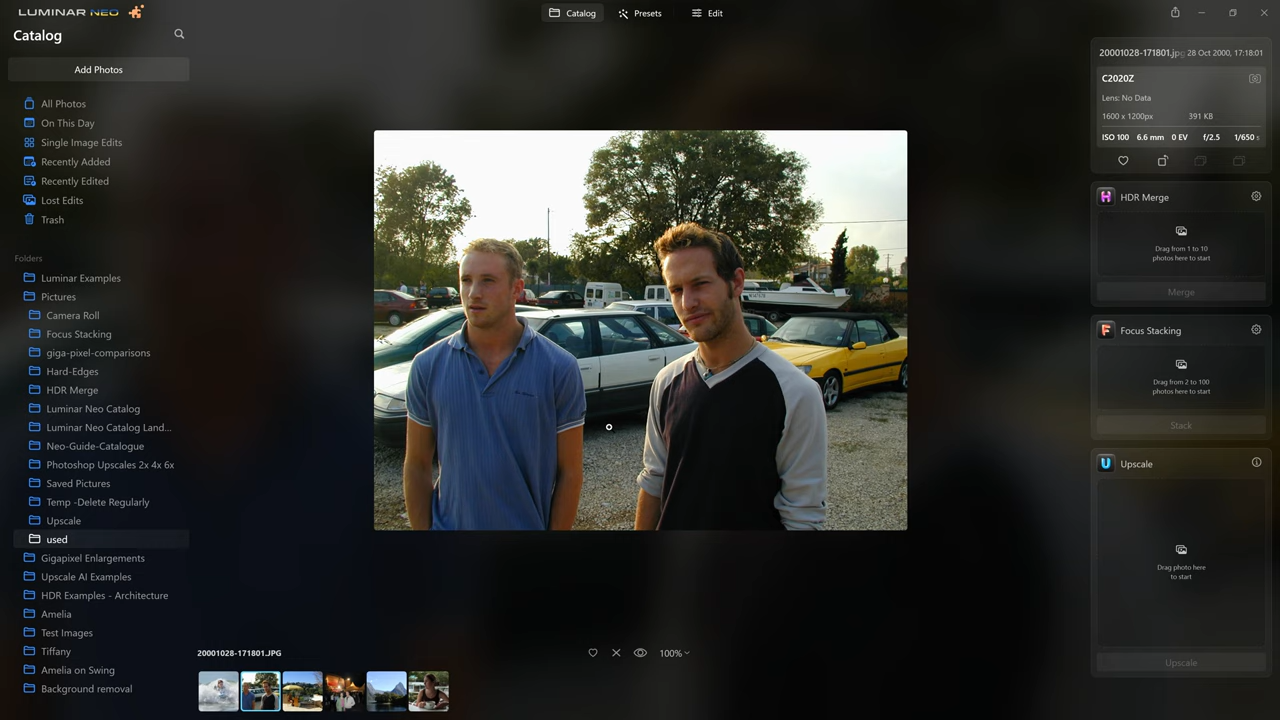 LUMINAR NEO
Catalog
Presets
Edit
Catalog
Add Photos
All Photos
On This Day
Single Image Edits
Recently Added
Recently Edited
Lost Edits
Trash
Folders
Luminar Examples
Pictures
Camera Roll
Focus Stacking
giga-pixel-comparisons
Hard-Edges
HDR Merge
Luminar Neo Catalog
Luminar Neo Catalog Land...
Neo-Guide-Catalogue
Photoshop Upscales 2x 4x 6x
Saved Pictures
Temp -Delete Regularly
Upscale
used
Gigapixel Enlargements
Upscale AI Examples
HDR Examples - Architecture
Amelia
Test Images
Tiffany
Amelia on Swing
Background removal
20001028-171801.JPG
100%
20001028-171801.jpg 28 Oct 2000, 17:18:01
C2020Z
Lens: No Data
1600 x 1200px 391 KB
ISO 100 6.6 mm 0 EV f/2.5 1/650 s
HDR Merge
Drag from 1 to 10
photos here to start
Merge
Focus Stacking
Drag from 2 to 100
photos here to start
Stack
Upscale
Drag photo here
to start
Upscale